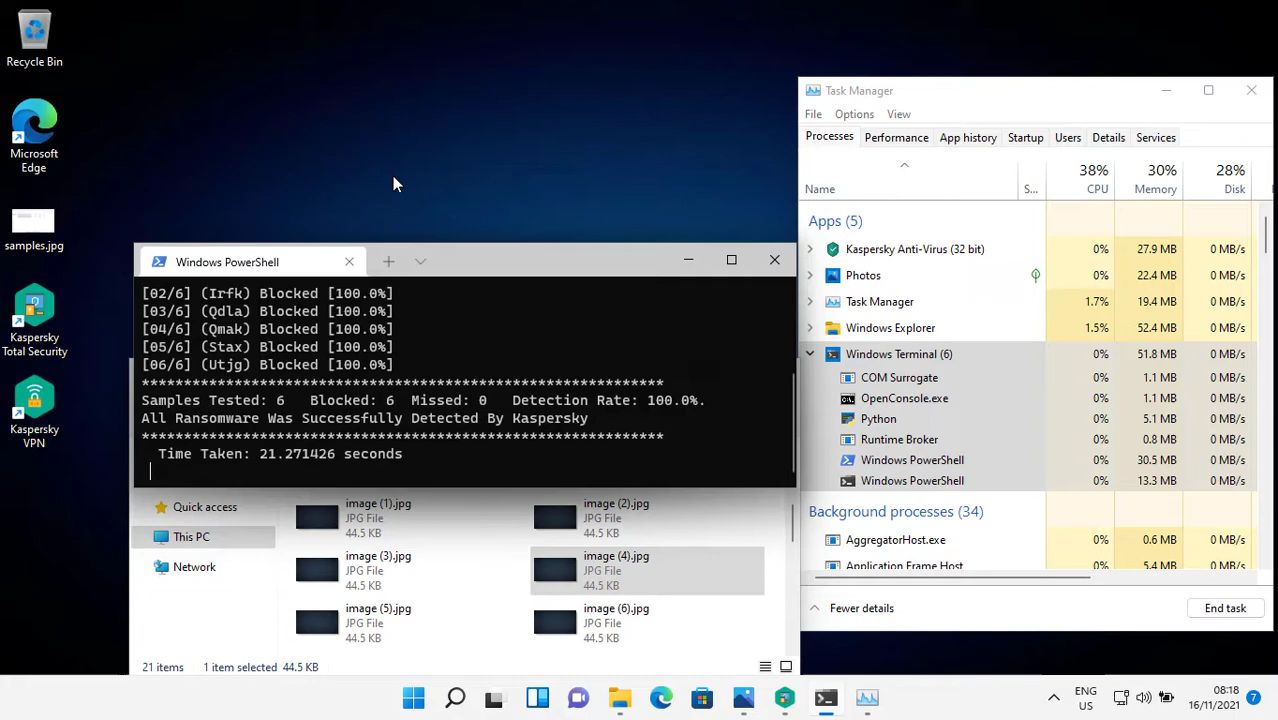 Recycle Bin
Microsoft
Edge
samples.jpg
Kaspersky
Total Security
Kaspersky
VPN
Windows PowerShell
[02/6] (Irfk) Blocked [100.0%]
[03/6] (Qdla) Blocked [100.0%]
[04/6] (Qmak) Blocked [100.0%]
[05/6] (Stax) Blocked [100.0%]
[06/6] (Utjg) Blocked [100.0%]
**************************************************************
Samples Tested: 6   Blocked: 6  Missed: 0   Detection Rate: 100.0%.
All Ransomware Was Successfully Detected By Kaspersky
**************************************************************
Time Taken: 21.271426 seconds
Quick access
This PC
Network
image (1).jpg
JPG File
44.5 KB
image (2).jpg
JPG File
44.5 KB
image (3).jpg
JPG File
44.5 KB
image (4).jpg
JPG File
44.5 KB
image (5).jpg
JPG File
44.5 KB
image (6).jpg
JPG File
44.5 KB
21 items 1 item selected 44.5 KB
Task Manager
File Options View
Processes Performance App history Startup Users Details Services
38% 30% 28%
Name S... CPU Memory Disk
Apps (5)
Kaspersky Anti-Virus (32 bit) 0% 27.9 MB 0 MB/s
Photos 0% 22.4 MB 0 MB/s
Task Manager 1.7% 19.4 MB 0 MB/s
Windows Explorer 1.5% 52.4 MB 0 MB/s
Windows Terminal (6) 0% 51.8 MB 0 MB/s
COM Surrogate 0% 1.1 MB 0 MB/s
OpenConsole.exe 0% 1.1 MB 0 MB/s
Python 0% 5.1 MB 0 MB/s
Runtime Broker 0% 0.8 MB 0 MB/s
Windows PowerShell 0% 30.5 MB 0 MB/s
Windows PowerShell 0% 13.3 MB 0 MB/s
Background processes (34)
AggregatorHost.exe 0% 0.6 MB 0 MB/s
Application Frame Host 0% 5.4 MB 0 MB/s
Fewer details End task
ENG
US
08:18
16/11/2021
7